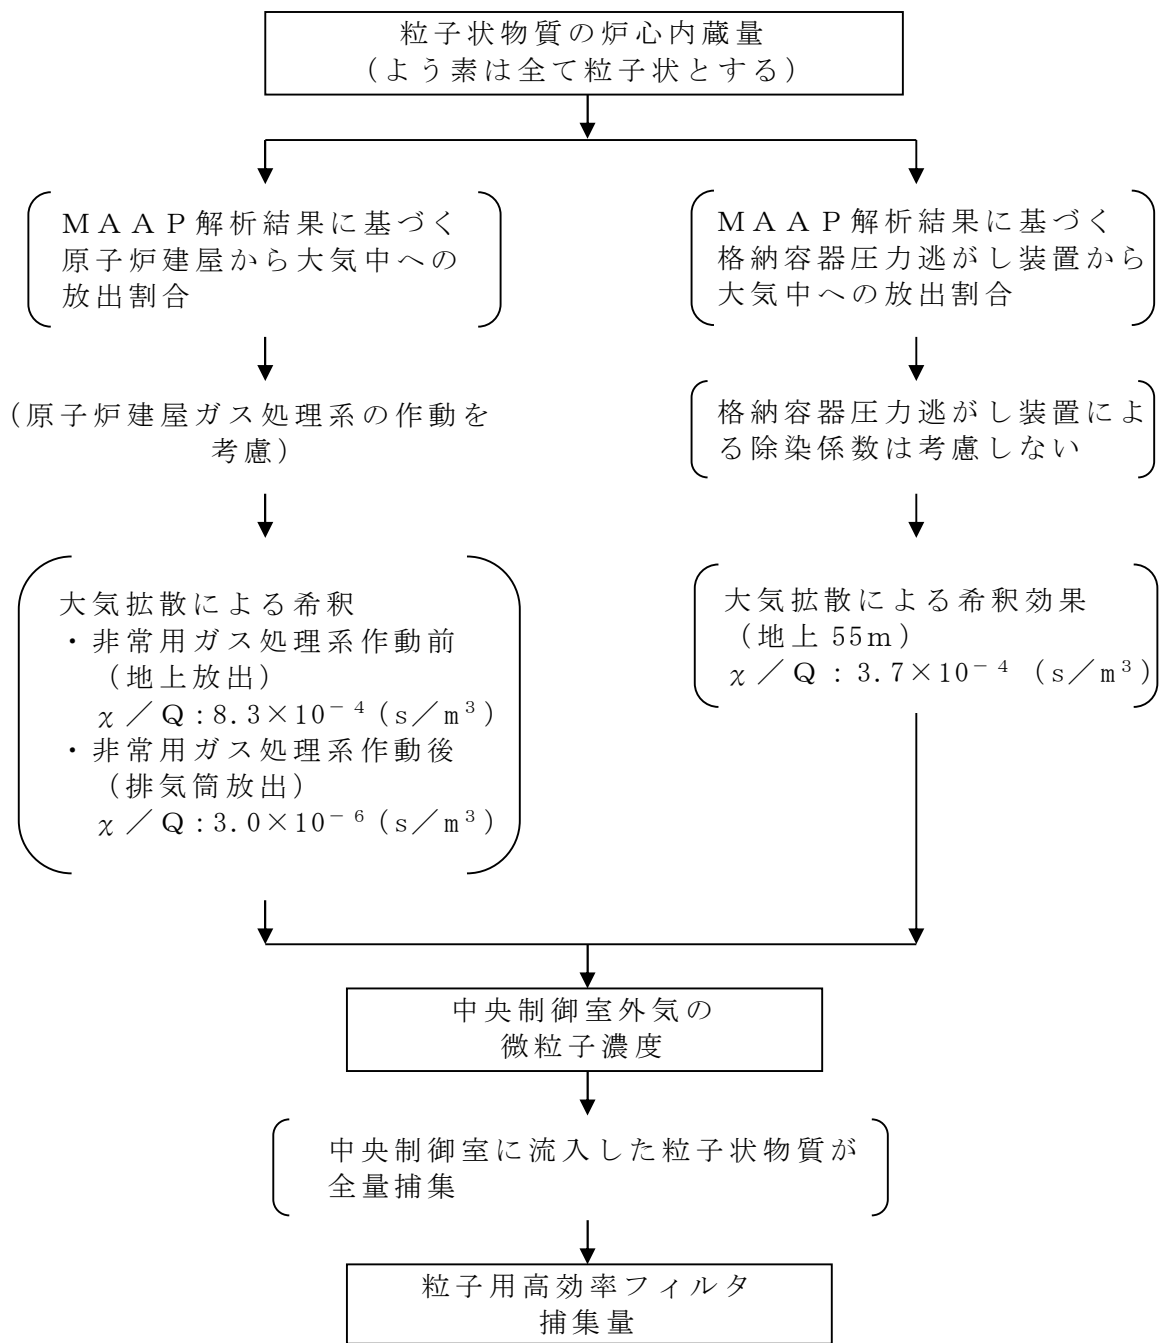 粒子状物質の炉心内蔵量
（よう素は全て粒子状とする）
ＭＡＡＰ解析結果に基づく
原子炉建屋から大気中への
放出割合
ＭＡＡＰ解析結果に基づく
格納容器圧力逃がし装置から
大気中への放出割合
（原子炉建屋ガス処理系の作動を
考慮）
格納容器圧力逃がし装置によ
る除染係数は考慮しない
大気拡散による希釈
・非常用ガス処理系作動前
（地上放出）
χ／Ｑ:8.3×10⁻⁴(s／m³)
・非常用ガス処理系作動後
（排気筒放出）
χ／Ｑ:3.0×10⁻⁶(s／m³)
大気拡散による希釈効果
（地上 55m）
χ／Ｑ：3.7×10⁻⁴（s／m³）
中央制御室外気の
微粒子濃度
中央制御室に流入した粒子状物質が
全量捕集
粒子用高効率フィルタ
捕集量